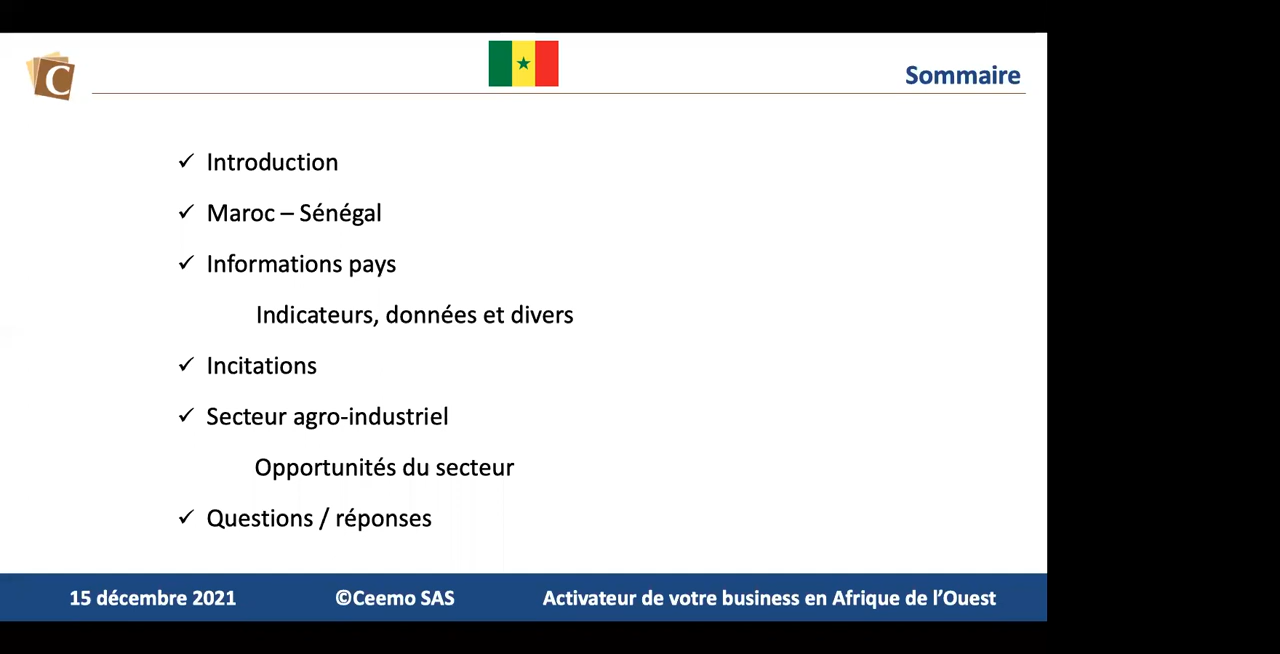 C
Sommaire
✓ Introduction
✓ Maroc – Sénégal
✓ Informations pays
Indicateurs, données et divers
✓ Incitations
✓ Secteur agro-industriel
Opportunités du secteur
✓ Questions / réponses
15 décembre 2021 ©Ceemo SAS Activateur de votre business en Afrique de l’Ouest